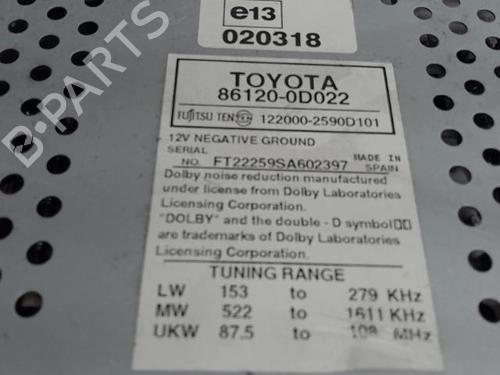 e13
020318
TOYOTA
86120-0D022
FUJITSU TEN TEN 122000-2590D101
12V NEGATIVE GROUND
SERIAL
NO. FT22259SA602397 MADE IN SPAIN
Dolby noise reduction manufactured
under license from Dolby Laboratories
Licensing Corporation.
"DOLBY" and the double - D symbol
are trademarks of Dolby Laboratories
Licensing Corporation.
TUNING RANGE
LW 153 to 279 KHz
MW 522 to 1611 KHz
UKW 87.5 to 108 MHz